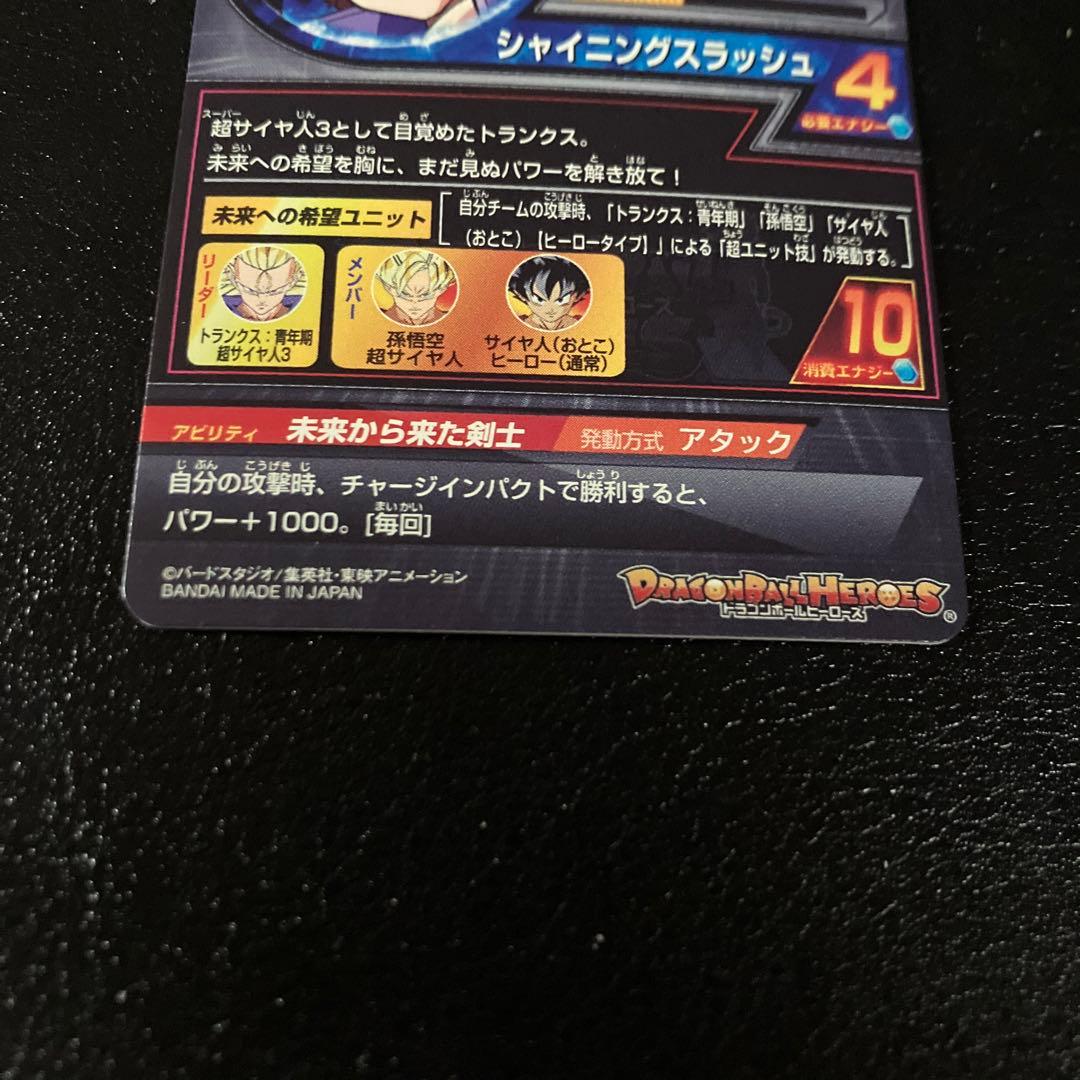 シャイニングスラッシュ
4
必要エナジー
超サイヤ人3として目覚めたトランクス。
未来への希望を胸に、まだ見ぬパワーを解き放て!
未来への希望ユニット
自分チームの攻撃時、「トランクス:青年期」「孫悟空」「サイヤ人
(おとこ)【ヒーロータイプ】」による「超ユニット技」が発動する。
リーダー
トランクス:青年期
超サイヤ人3
メンバー
孫悟空
超サイヤ人
サイヤ人(おとこ)
ヒーロー(通常)
10
消費エナジー
アビリティ 未来から来た剣士 発動方式 アタック
自分の攻撃時、チャージインパクトで勝利すると、
パワー+1000。[毎回]
©バードスタジオ/集英社・東映アニメーション
BANDAI MADE IN JAPAN
DRAGONBALL HEROES
ドラゴンボールヒーローズ
®